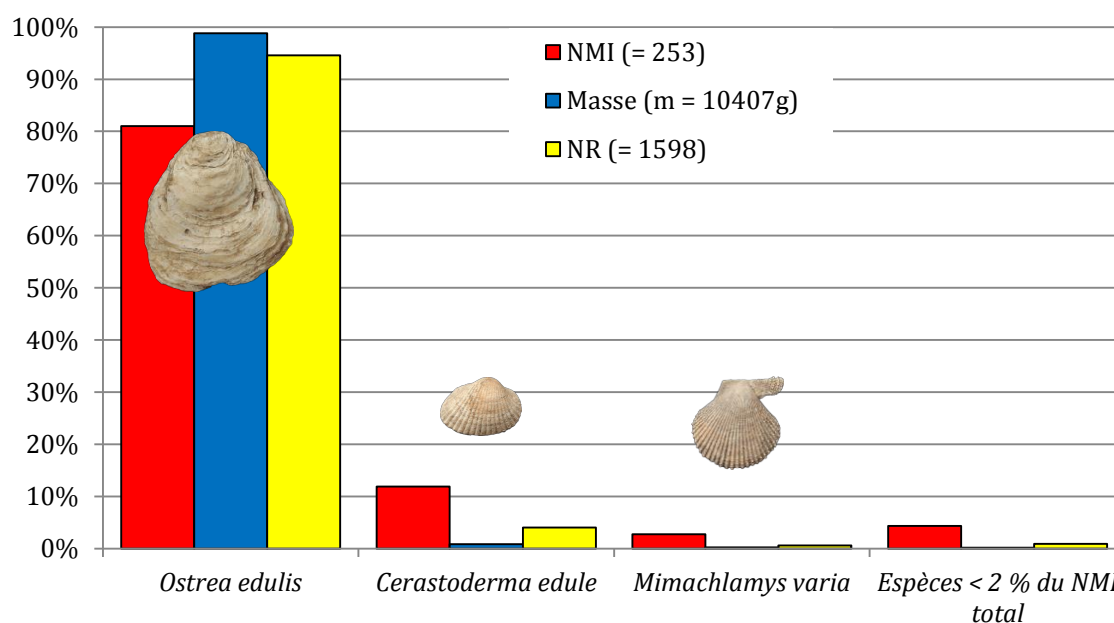 100%
90%
80%
70%
60%
50%
40%
30%
20%
10%
0%
NMI (= 253)
Masse (m = 10407g)
NR (= 1598)
Ostrea edulis
Cerastoderma edule
Mimachlamys varia
Espèces < 2 % du NMI
total